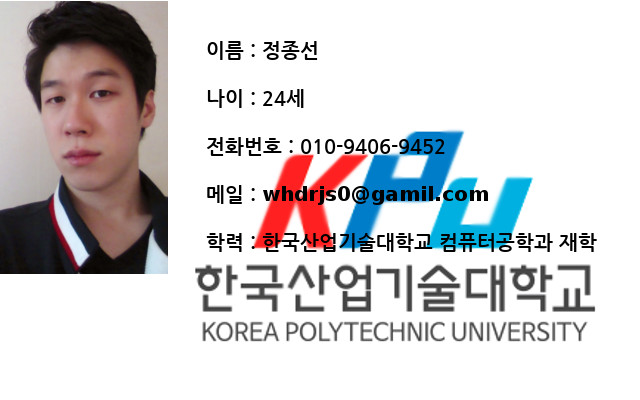 이름 : 정종선
나이 : 24세
전화번호 : 010-9406-9452
메일 : whdrjs0@gamil.com
학력 : 한국산업기술대학교 컴퓨터공학과 재학
KPU
한국산업기술대학교
KOREA POLYTECHNIC UNIVERSITY